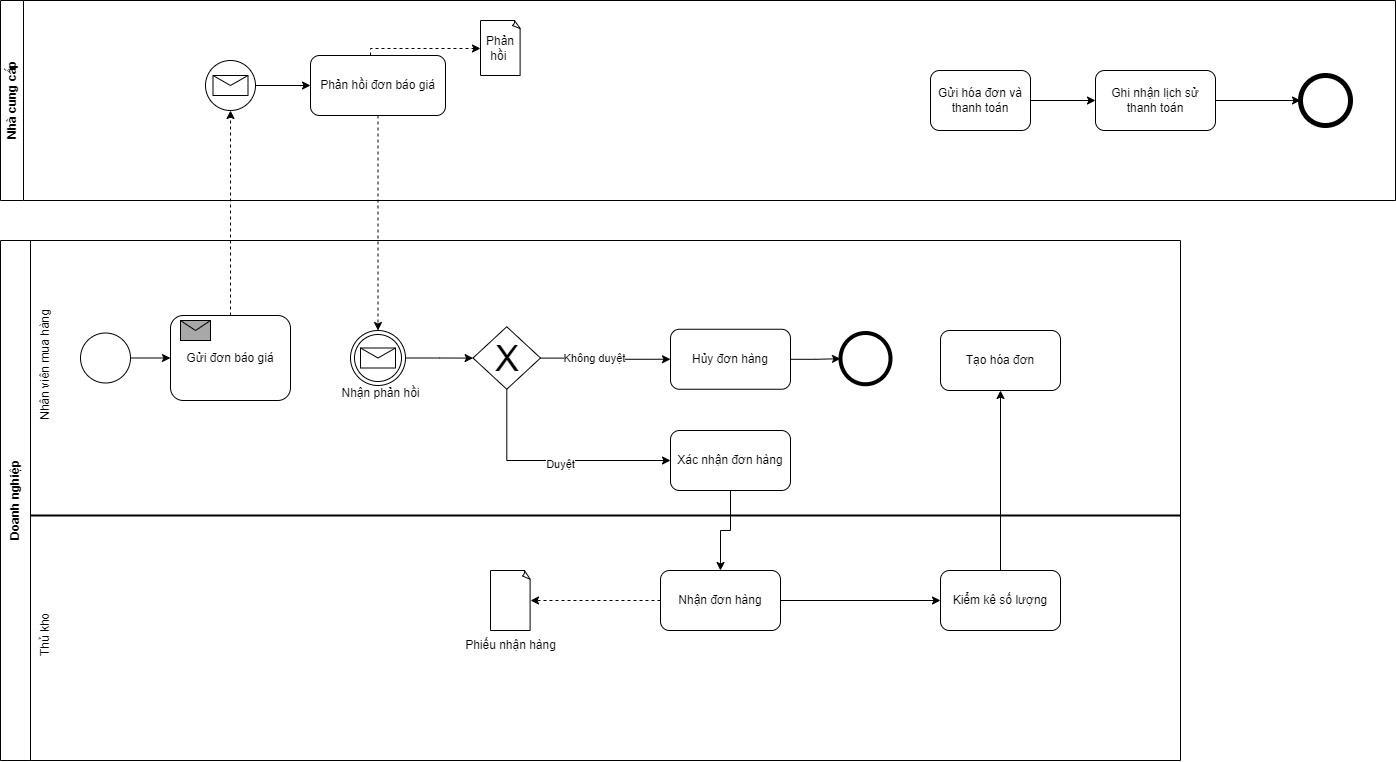 Nhà cung cấp
Phản hồi đơn báo giá
Phản
hồi
Gửi hóa đơn và
thanh toán
Ghi nhận lịch sử
thanh toán
Doanh nghiệp
Nhân viên mua hàng
Gửi đơn báo giá
Nhận phản hồi
X
Không duyệt
Hủy đơn hàng
Tạo hóa đơn
Duyệt
Xác nhận đơn hàng
Thủ kho
Phiếu nhận hàng
Nhận đơn hàng
Kiểm kê số lượng